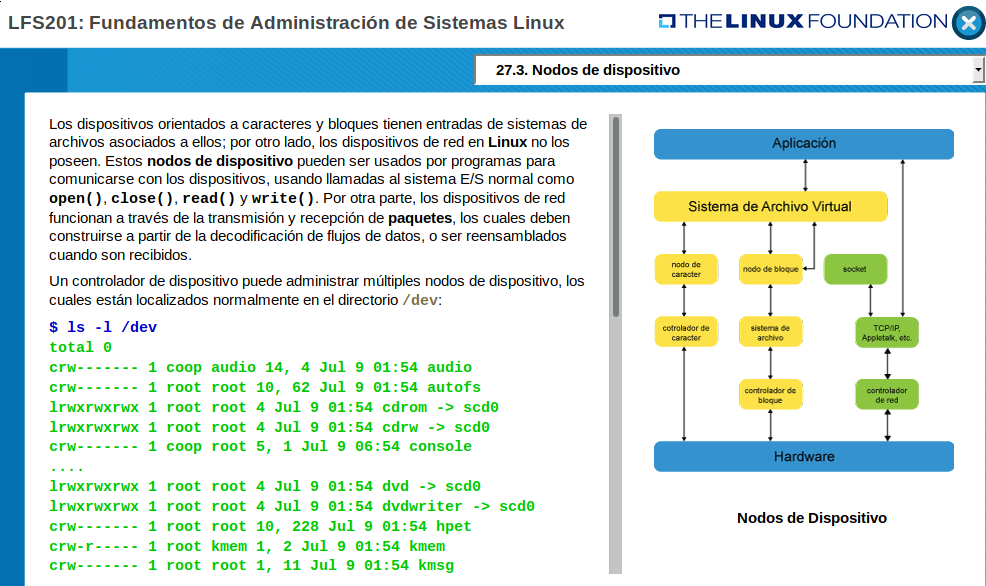 LFS201: Fundamentos de Administración de Sistemas Linux
THE LINUX FOUNDATION
27.3. Nodos de dispositivo
Los dispositivos orientados a caracteres y bloques tienen entradas de sistemas de
archivos asociados a ellos; por otro lado, los dispositivos de red en Linux no los
poseen. Estos nodos de dispositivo pueden ser usados por programas para
comunicarse con los dispositivos, usando llamadas al sistema E/S normal como
open(), close(), read() y write(). Por otra parte, los dispositivos de red
funcionan a través de la transmisión y recepción de paquetes, los cuales deben
construirse a partir de la decodificación de flujos de datos, o ser reensamblados
cuando son recibidos.
Un controlador de dispositivo puede administrar múltiples nodos de dispositivo, los
cuales están localizados normalmente en el directorio /dev:
$ ls -l /dev
total 0
crw------- 1 coop audio 14, 4 Jul 9 01:54 audio
crw------- 1 root root 10, 62 Jul 9 01:54 autofs
lrwxrwxrwx 1 root root 4 Jul 9 01:54 cdrom -> scd0
lrwxrwxrwx 1 root root 4 Jul 9 01:54 cdrw -> scd0
crw------- 1 coop root 5, 1 Jul 9 06:54 console
....
lrwxrwxrwx 1 root root 4 Jul 9 01:54 dvd -> scd0
lrwxrwxrwx 1 root root 4 Jul 9 01:54 dvdwriter -> scd0
crw------- 1 root root 10, 228 Jul 9 01:54 hpet
crw-r----- 1 root kmem 1, 2 Jul 9 01:54 kmem
crw------- 1 root root 1, 11 Jul 9 01:54 kmsg
Aplicación
Sistema de Archivo Virtual
nodo de
caracter
nodo de bloque
socket
cotrolador de
caracter
sistema de
archivo
TCP/IP,
Appletalk, etc.
controlador de
bloque
controlador
de red
Hardware
Nodos de Dispositivo